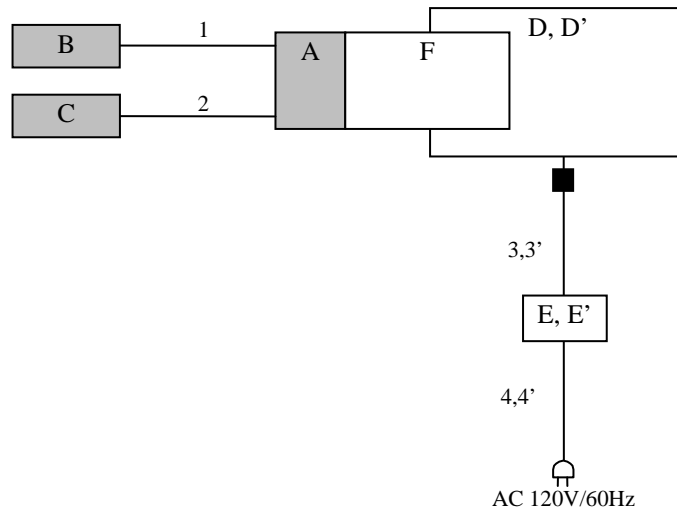 D, D’
B
1
A
F
C
2
3,3’
E, E’
4,4’
AC 120V/60Hz